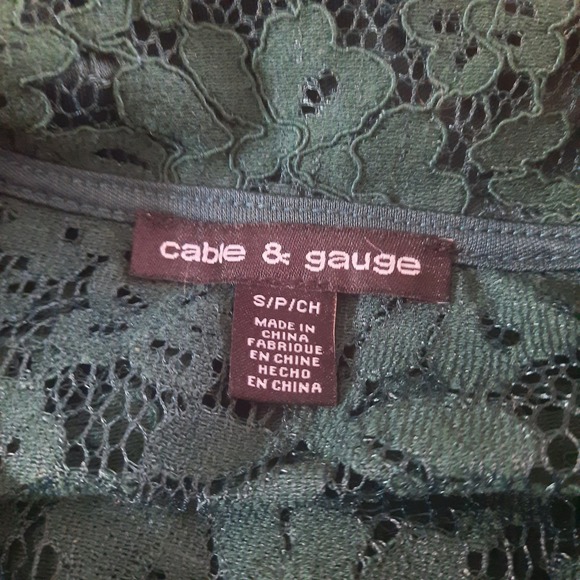 cable & gauge
S/P/CH
MADE IN
CHINA
FABRIQUE
EN CHINE
HECHO
EN CHINA